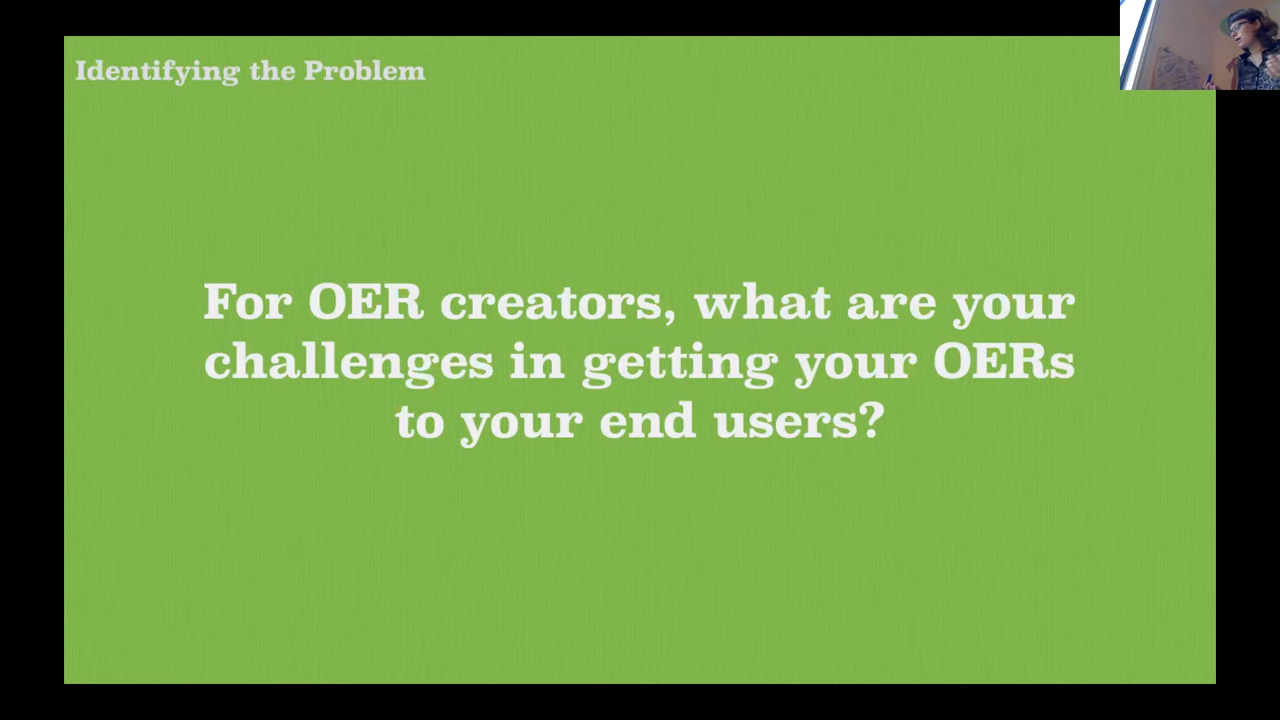 Identifying the Problem
For OER creators, what are your
challenges in getting your OERs
to your end users?